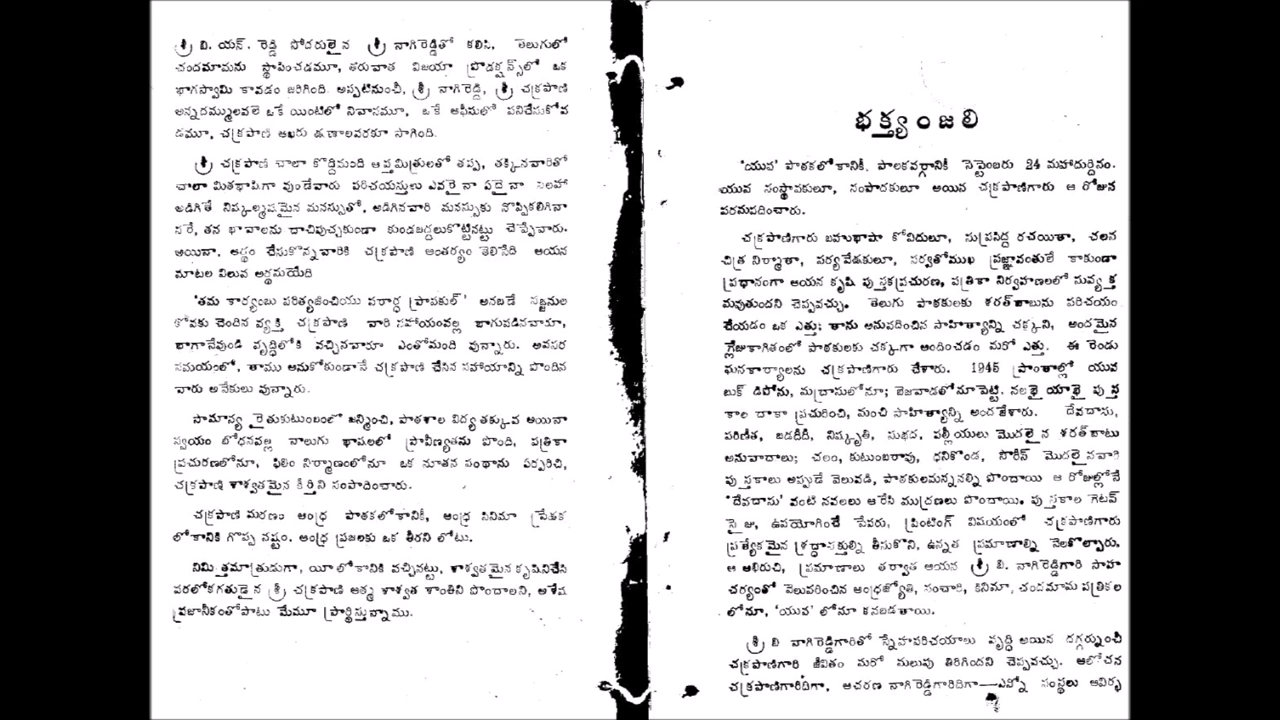 శ్రీ బి. యన్. రెడ్డి సోదరులైన శ్రీ నాగిరెడ్డితో కలిసి, తెలుగులో
చందమామను స్థాపించడమూ, తరువాత విజయా ప్రొడక్షన్స్‌లో ఒక
భాగస్వామి కావడం జరిగింది. అప్పటినుంచీ, శ్రీ నాగిరెడ్డి, శ్రీ చక్రపాణి
అన్నదమ్ములవలె ఒకే యింటిలో నివాసమూ, ఒకే ఆఫీసులో పనిచేసుకోవ
డమూ, చక్రపాణి ఆఖరు క్షణాలవరకూ సాగింది.
శ్రీ చక్రపాణి చాలా కొద్దిమంది ఆప్తమిత్రులతో తప్ప, తక్కినవారితో
చాలా మితభాషిగా వుండేవారు పరిచయస్తులు ఎవరైనా పదైనా సలహా
అడిగితే నిష్కల్మషమైన మనస్సుతో, అడిగినవారి మనస్సుకు నొప్పికలిగినా
సరే, తన భావాలను దాచిపుచ్చకుండా కుండబద్దలుకొట్టినట్టు చెప్పేవారు.
అయినా. అర్థం చేసుకొన్నవారికి చక్రపాణి ఆంతర్యం తెలిసేది ఆయన
మాటల విలువ అర్థమయేది
'తమ కార్యంబు పరిత్యజించియు పరార్థ ప్రాపకుల్' అనబడే సజ్జనుల
కోవకు చెందిన వ్యక్తి చక్రపాణి వారి సహాయంవల్ల బాగుపడినవారూ,
బాగానేవుండి వృద్ధిలోకి వచ్చినవారూ ఎంతోమంది వున్నారు. అవసర
సమయంలో, తాము అనుకోకుండానే చక్రపాణి చేసిన సహాయాన్ని పొందిన
వారు అనేకులు వున్నారు.
సామాన్య రైతుకుటుంబంలో జన్మించి, పాఠశాల విద్య తక్కువ అయినా
స్వయం బోధనవల్ల నాలుగు భాషలలో ప్రావీణ్యతను పొంది, పత్రికా
ప్రచురణలోనూ, ఫిలిం నిర్మాణంలోనూ ఒక నూతన పంథాను ఏర్పరిచి,
చక్రపాణి శాశ్వతమైన కీర్తిని సంపాదించారు.
చక్రపాణి మరణం ఆంధ్ర పాఠకలోకానికీ, ఆంధ్ర సినిమా ప్రేక్షక
లోకానికి గొప్ప నష్టం. ఆంధ్ర ప్రజలకు ఒక తీరని లోటు.
నిమిత్తమాత్రుడుగా, యీ లోకానికి వచ్చినట్టు, శాశ్వతమైన కృషినిచేసి
పరలోకగతుడైన శ్రీ చక్రపాణి ఆత్మ శాశ్వత శాంతిని పొందాలని, అశేష
ప్రజానీకంతోపాటు మేమూ ప్రార్థిస్తున్నాము.
భక్త్యంజలి
'యువ' పాఠకలోకానికీ, పాలకవర్గానికీ సెప్టెంబరు 24 మహాదుర్దినం.
యువ సంస్థాపకులూ, సంపాదకులూ అయిన చక్రపాణిగారు ఆ రోజున
పరమపదించారు.
చక్రపాణిగారు బహుభాషా కోవిదులూ, సుప్రసిద్ధ రచయితా, చలన
చిత్ర నిర్మాతా, పర్యవేక్షకులూ, సర్వతోముఖ ప్రజ్ఞావంతులే కాకుండా
ప్రధానంగా ఆయన కృషి పుస్తకప్రచురణ, పత్రికా నిర్వహణలలో సువ్యక్త
మవుతుందని చెప్పవచ్చు. తెలుగు పాఠకులకు శరత్‌బాబును పరిచయం
చేయడం ఒక ఎత్తు; తాను అనువదించిన సాహిత్యాన్ని చక్కని, అందమైన
గ్లేజుకాగితంలో పాఠకులకు చక్కగా అందించడం మరో ఎత్తు. ఈ రెండు
ఘనకార్యాలను చక్రపాణిగారు చేశారు. 1945 ప్రాంతాల్లో యువ
బుక్ డిపోను, మద్రాసులోనూ; బెజవాడలోనూ పెట్టి. నలభై యాభై పుస్త
కాల దాకా ప్రచురించి, మంచి సాహిత్యాన్ని అందజేశారు. దేవదాసు,
పరిణీత, బడదీదీ, నిష్కృతి, సుభద, పల్లీయులు మొదలైన శరత్‌బాబు
అనువాదాలు; చలం, కుటుంబరావు, ధనికొండ, శౌరిస్ మొదలైనవారి
పుస్తకాలు అప్పుడే వెలువడి, పాఠకులమన్ననల్ని పొందాయి ఆ రోజుల్లోనే
'దేవదాసు' వంటి నవలలు ఆరేసి ముద్రణలు పొందాయి. పుస్తకాల గెటప్
సైజు, ఉపయోగించే పేపరు, ప్రింటింగ్ విషయంలో చక్రపాణిగారు
ప్రత్యేకమైన శ్రద్ధాసక్తుల్ని తీసుకొని, ఉన్నత ప్రమాణాల్ని నెలకొల్పారు.
ఆ అభిరుచి, ప్రమాణాలు తర్వాత ఆయన శ్రీ బి. నాగిరెడ్డిగారి సాహ
చర్యంతో వెలుపరించిన ఆంధ్రజ్యోతి, సంచారి, కినిమా, చందమామ పత్రికల
లోనూ, 'యువ' లోనూ కనబడతాయి.
శ్రీ బి నాగిరెడ్డిగారితో స్నేహపరిచయాలు వృద్ధి అయిన దగ్గర్నుంచీ
చక్రపాణిగారి జీవితం మరో మలుపు తిరిగిందని చెప్పవచ్చు. ఆలోచన
చక్రపాణిగారిదిగా, ఆచరణ నాగిరెడ్డిగారిదిగా—ఎన్నో సంస్థలు ఆవిర్భ